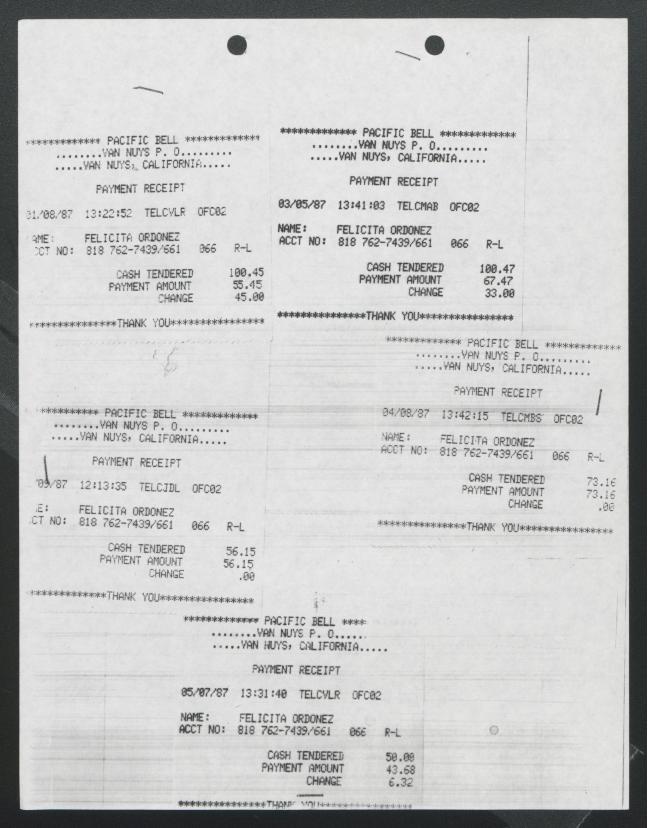 ************* PACIFIC BELL *************
........VAN NUYS P. O.........
.....VAN NUYS, CALIFORNIA.....
PAYMENT RECEIPT
01/08/87 13:22:52 TELCVLR OFC02
AME: FELICITA ORDONEZ
CCT NO: 818 762-7439/661 066 R-L
CASH TENDERED 100.45
PAYMENT AMOUNT 55.45
CHANGE 45.00
***************THANK YOU****************
************* PACIFIC BELL *************
........VAN NUYS P. O.........
.....VAN NUYS, CALIFORNIA.....
PAYMENT RECEIPT
03/05/87 13:41:03 TELCMAB OFC02
NAME: FELICITA ORDONEZ
ACCT NO: 818 762-7439/661 066 R-L
CASH TENDERED 100.47
PAYMENT AMOUNT 67.47
CHANGE 33.00
***************THANK YOU****************
************* PACIFIC BELL *************
........VAN NUYS P. O.........
.....VAN NUYS, CALIFORNIA.....
PAYMENT RECEIPT
04/08/87 13:42:15 TELCMBS OFC02
NAME: FELICITA ORDONEZ
ACCT NO: 818 762-7439/661 066 R-L
CASH TENDERED 73.16
PAYMENT AMOUNT 73.16
CHANGE .00
***************THANK YOU****************
*********** PACIFIC BELL *************
........VAN NUYS P. O.........
.....VAN NUYS, CALIFORNIA.....
PAYMENT RECEIPT
/09/87 12:13:35 TELCJDL OFC02
E: FELICITA ORDONEZ
CT NO: 818 762-7439/661 066 R-L
CASH TENDERED 56.15
PAYMENT AMOUNT 56.15
CHANGE .00
**************THANK YOU****************
************* PACIFIC BELL ****
........VAN NUYS P. O......
.....VAN NUYS, CALIFORNIA.....
PAYMENT RECEIPT
05/07/87 13:31:40 TELCVLR OFC02
NAME: FELICITA ORDONEZ
ACCT NO: 818 762-7439/661 066 R-L
CASH TENDERED 50.00
PAYMENT AMOUNT 43.68
CHANGE 6.32
***************THANK YOU****************